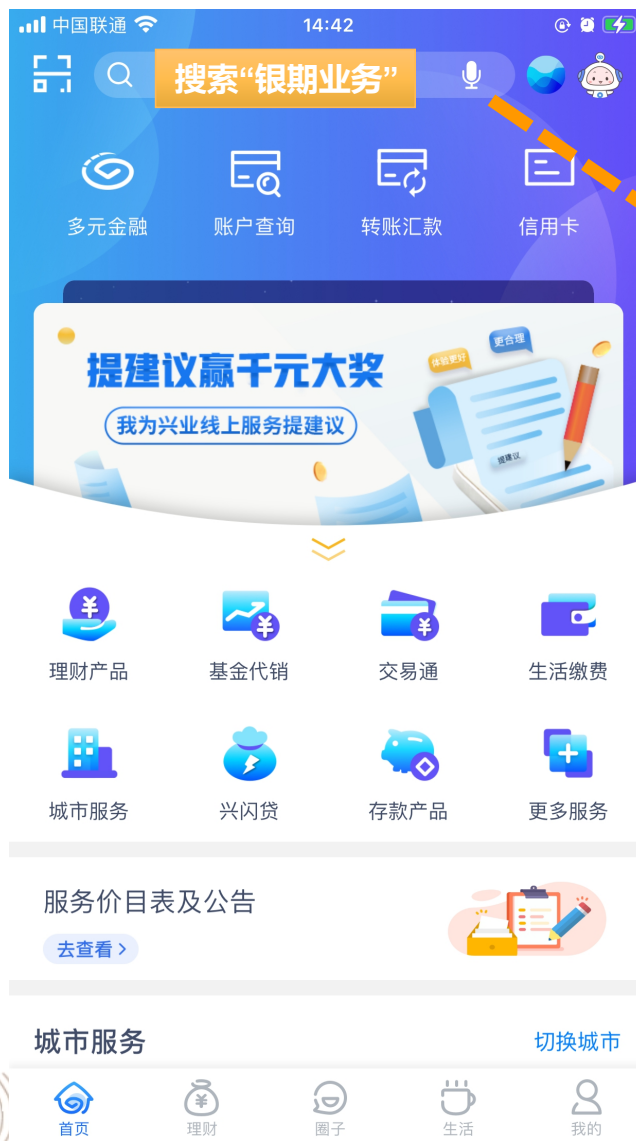 中国联通
14:42
搜索“银期业务”
多元金融
账户查询
转账汇款
信用卡
更合理
体验更好
提建议赢千元大奖
我为兴业线上服务提建议
提建议
理财产品
基金代销
交易通
生活缴费
城市服务
兴闪贷
存款产品
更多服务
服务价目表及公告
去查看>
城市服务
切换城市
首页
理财
圈子
生活
我的